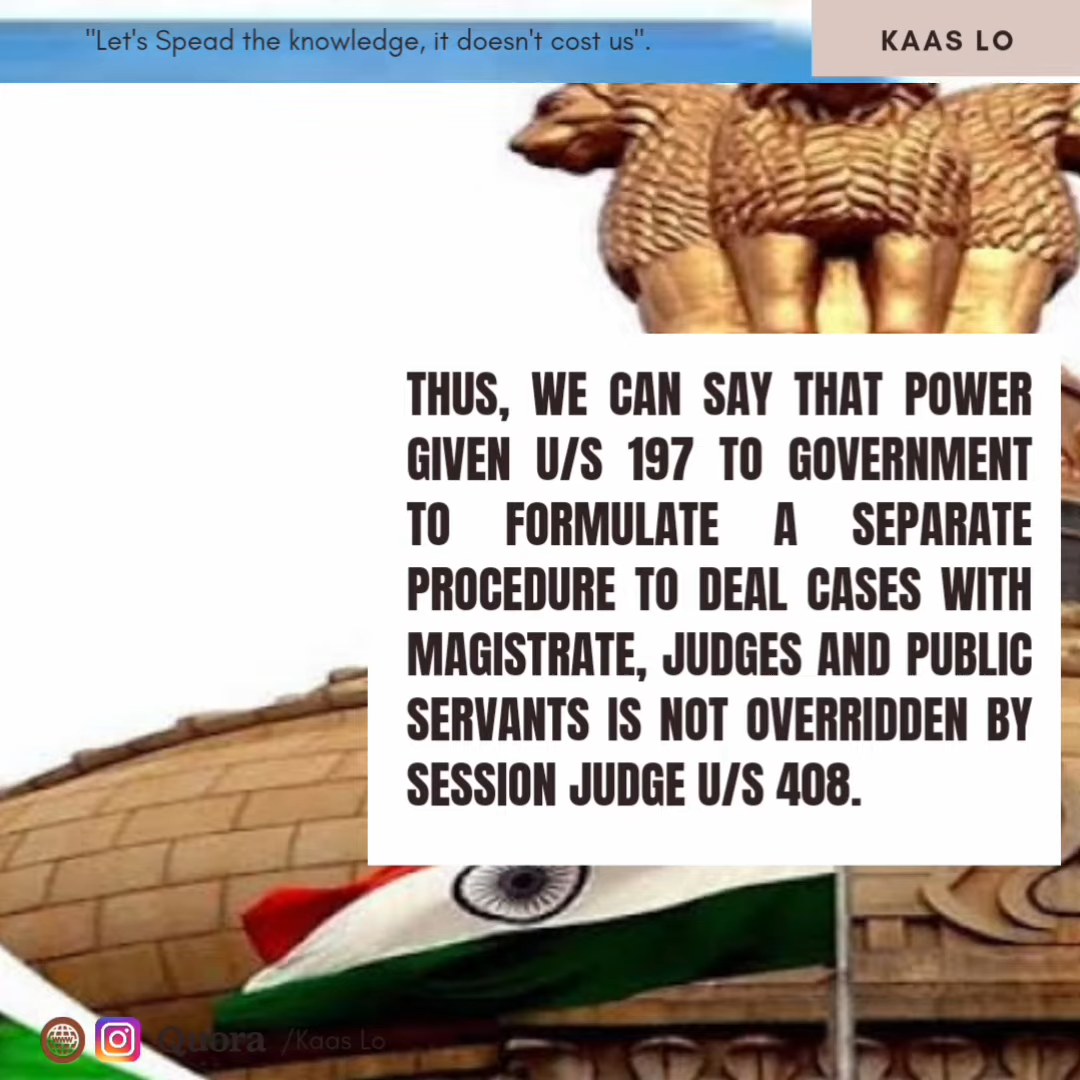 "Let's Spead the knowledge, it doesn't cost us".
KAAS LO
THUS, WE CAN SAY THAT POWER
GIVEN U/S 197 TO GOVERNMENT
TO FORMULATE A SEPARATE
PROCEDURE TO DEAL CASES WITH
MAGISTRATE, JUDGES AND PUBLIC
SERVANTS IS NOT OVERRIDDEN BY
SESSION JUDGE U/S 408.
Quora /Kaas Lo